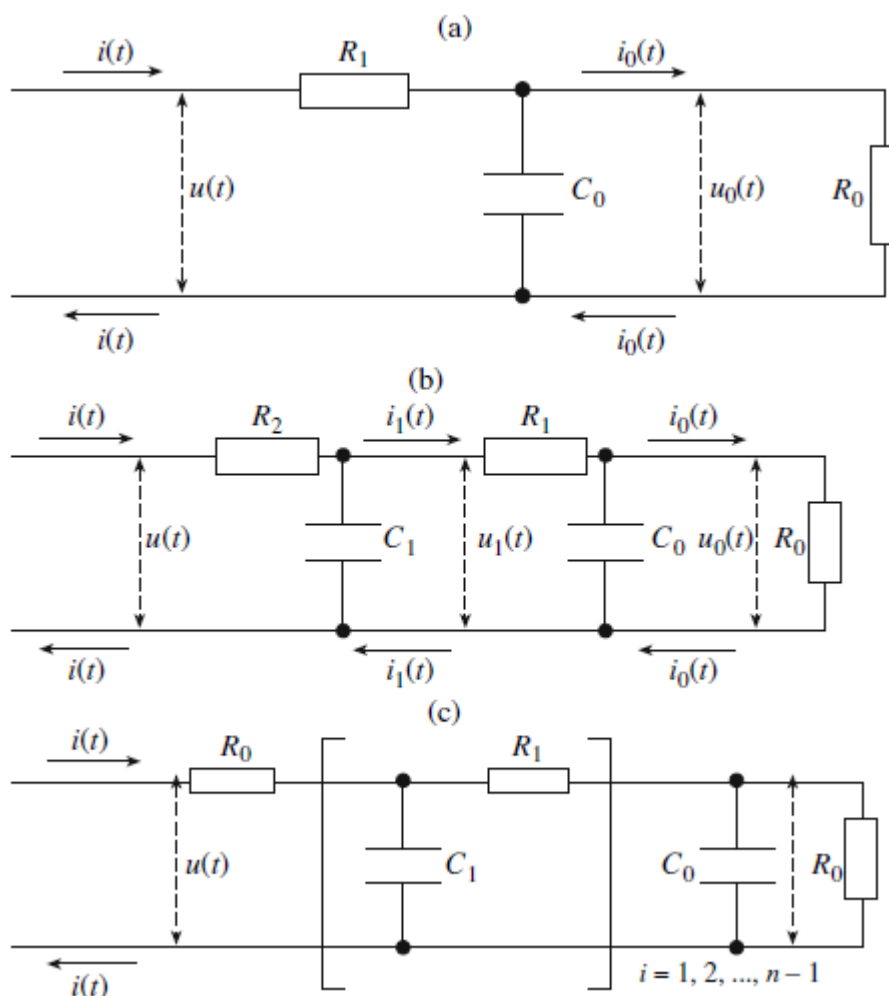 (a)
i(t) R₁ i₀(t)
u(t) C₀ u₀(t) R₀
i(t) i₀(t)
(b)
i(t) R₂ i₁(t) R₁ i₀(t)
u(t) C₁ u₁(t) C₀ u₀(t) R₀
i(t) i₁(t) i₀(t)
(c)
i(t) R₀ R₁
u(t) C₁ C₀ R₀
i(t) i = 1, 2, ..., n – 1